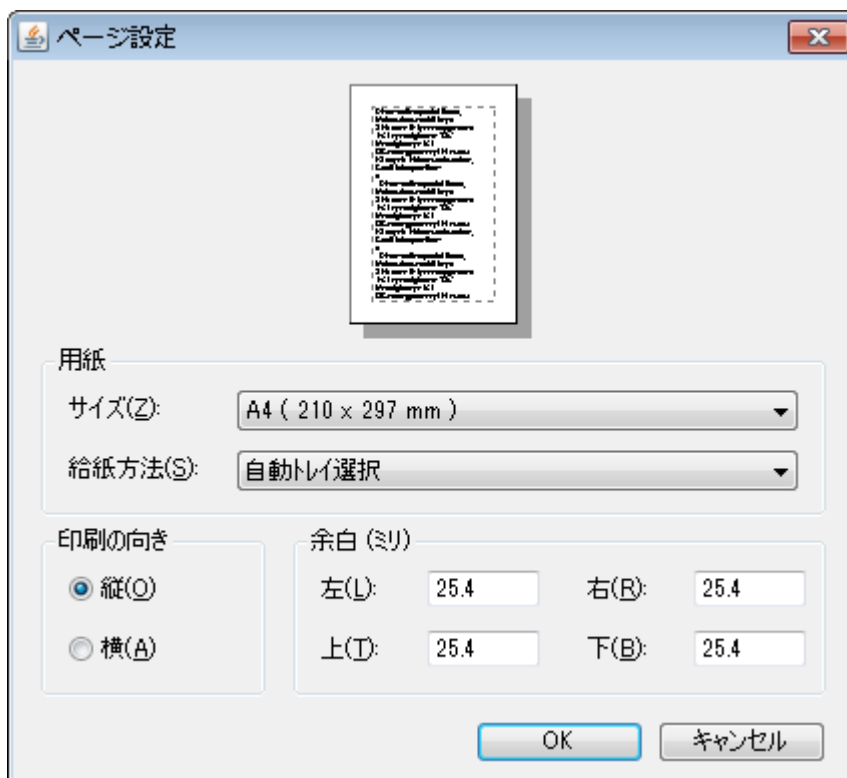 ページ設定
用紙
サイズ(Z):
A4 ( 210 x 297 mm )
給紙方法(S):
自動トレイ選択
印刷の向き
縦(O)
横(A)
余白 (ミリ)
左(L): 25.4 右(R): 25.4
上(T): 25.4 下(B): 25.4
OK キャンセル